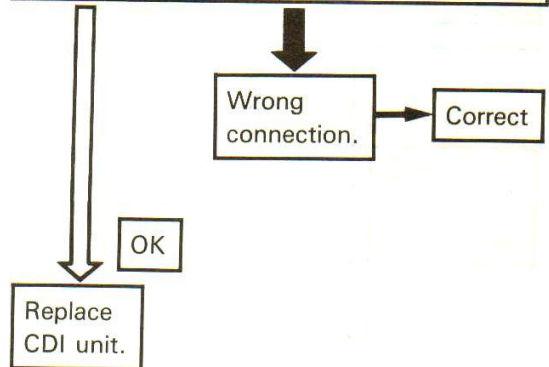 Wrong
connection.
Correct
OK
Replace
CDI unit.